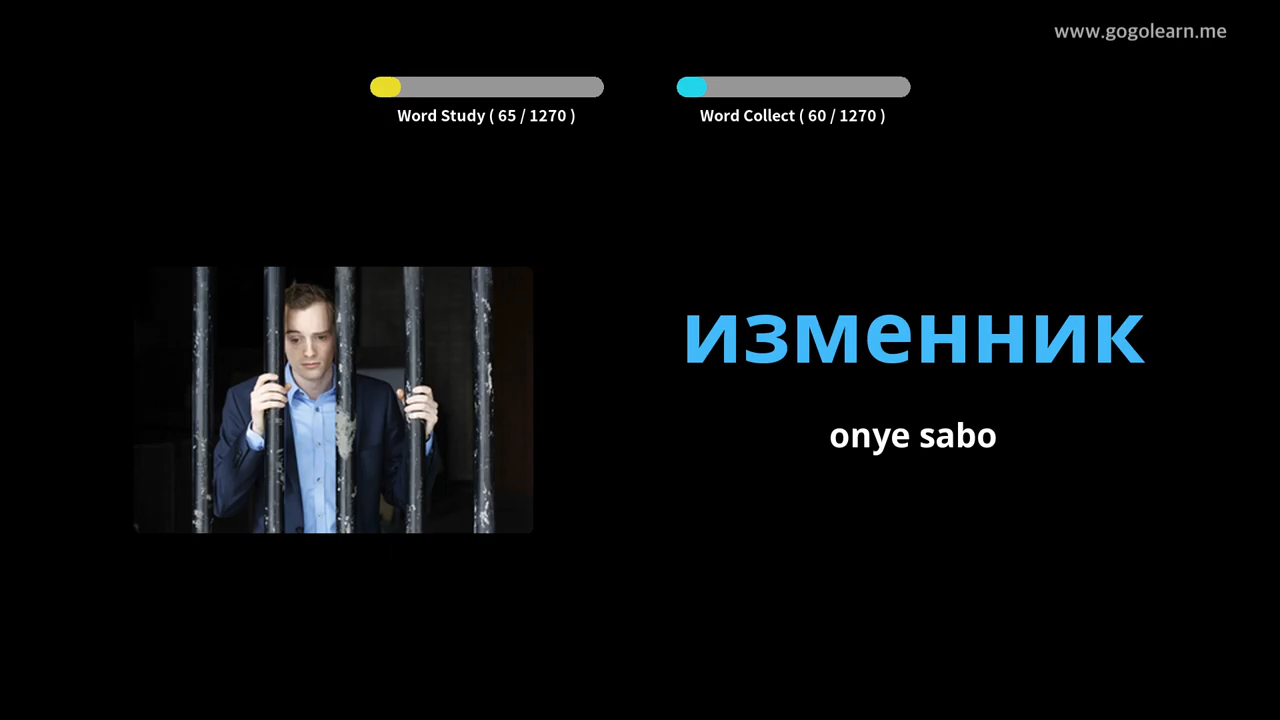 www.gogolearn.me
Word Study ( 65 / 1270 )
Word Collect ( 60 / 1270 )
изменник
onye sabo